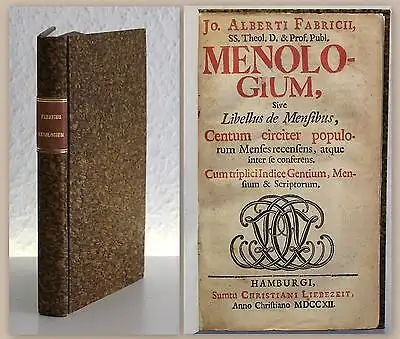 FABRICIUS
MENOLOGIUM
Jo. ALBERTI FABRICII,
SS. Theol. D. & Prof. Publ.
MENOLO-
GIUM,
Sive
Libellus de Mensibus,
Centum circiter populo-
rum Menses recensens, atque
inter se conferens.
Cum triplici Indice Gentium, Men-
sium & Scriptorum.
HAMBURGI,
Sumtu CHRISTIANI LIEBEZEIT,
Anno Christiano MDCCXII.